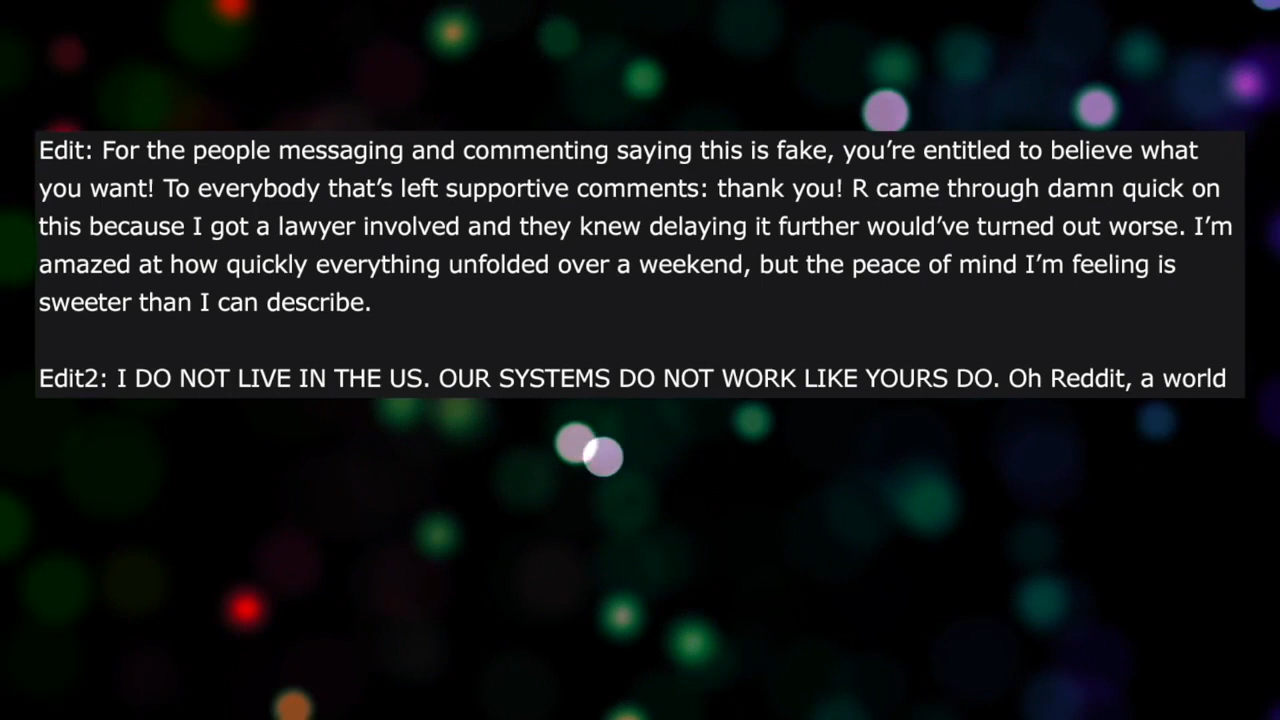 Edit: For the people messaging and commenting saying this is fake, you’re entitled to believe what
you want! To everybody that’s left supportive comments: thank you! R came through damn quick on
this because I got a lawyer involved and they knew delaying it further would’ve turned out worse. I’m
amazed at how quickly everything unfolded over a weekend, but the peace of mind I’m feeling is
sweeter than I can describe.
Edit2: I DO NOT LIVE IN THE US. OUR SYSTEMS DO NOT WORK LIKE YOURS DO. Oh Reddit, a world